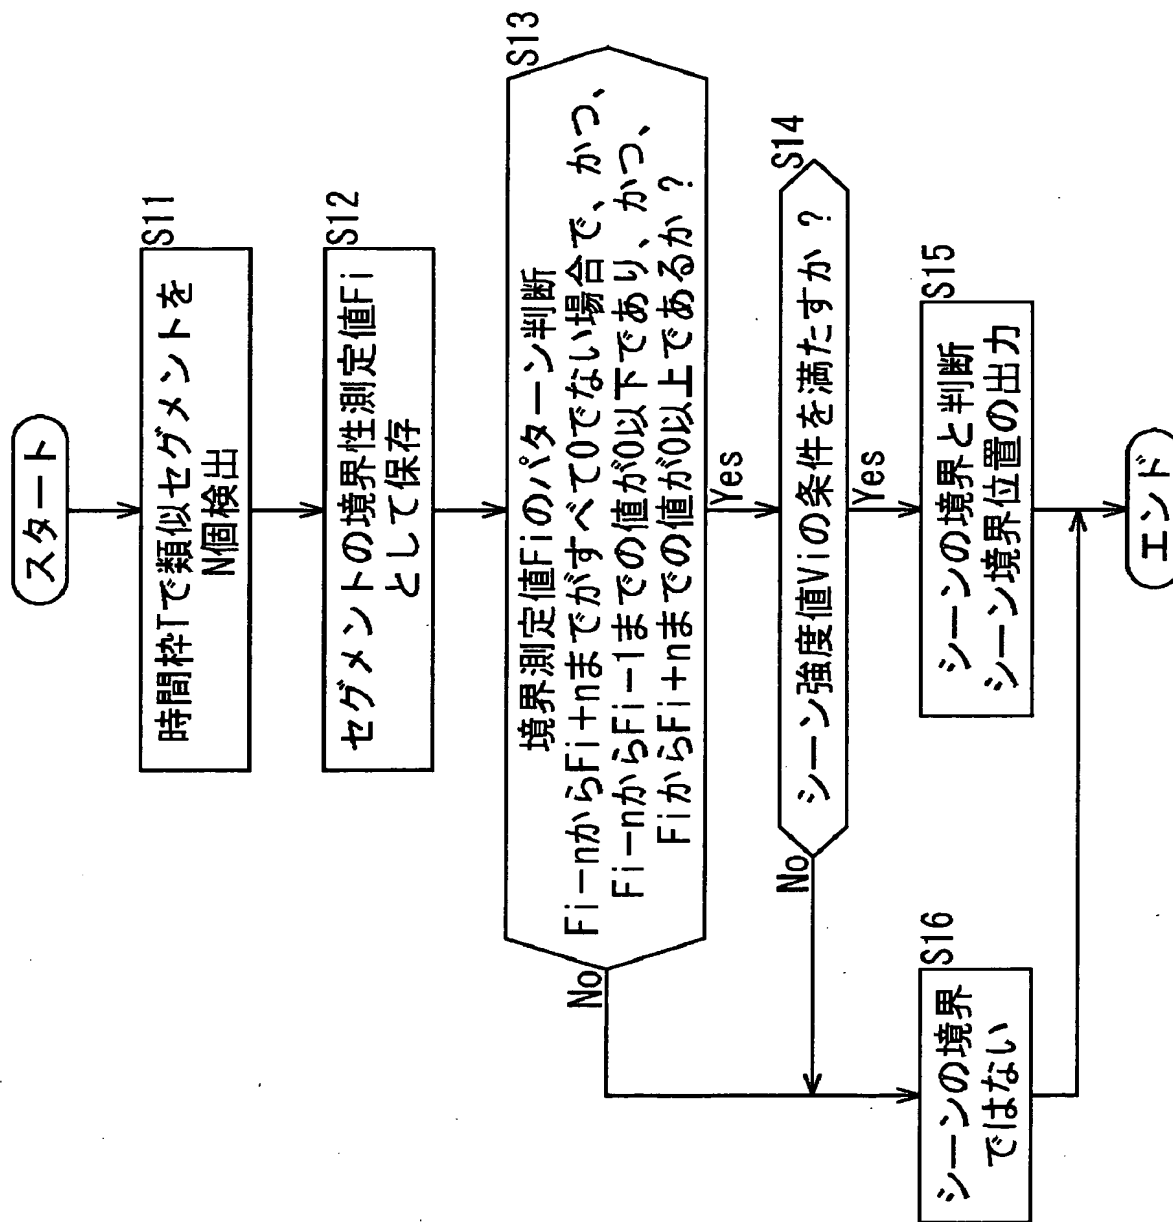 スタート
S11
時間枠Tで類似セグメントを
N個検出
S12
セグメントの境界性測定値Fi
として保存
S13
境界測定値Fiのパターン判断
Fi-nからFi+nまでがすべて0でない場合で、かつ、
Fi-nからFi-1までの値が0以下であり、かつ、
FiからFi+nまでの値が0以上であるか?
No
Yes
S14
シーン強度値Viの条件を満たすか?
No
Yes
S15
シーンの境界と判断
シーン境界位置の出力
S16
シーンの境界
ではない
エンド